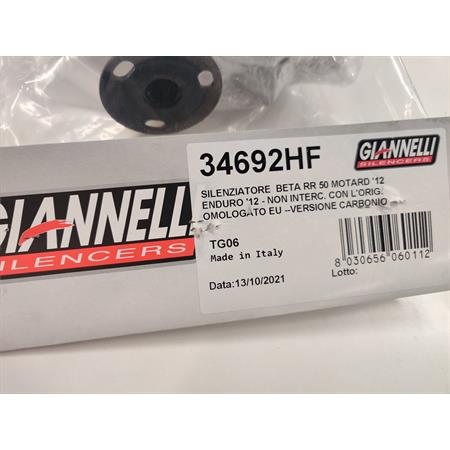 34692HF
GIANNELLI
SILENCERS
SILENZIATORE BETA RR 50 MOTARD '12
ENDURO '12 - NON INTERC. CON L'ORIG.
OMOLOGATO EU --VERSIONE CARBONIO
TG06
Made in Italy
8 030656 060112
Data:13/10/2021
Lotto:
GIANNELLI
SILENCERS